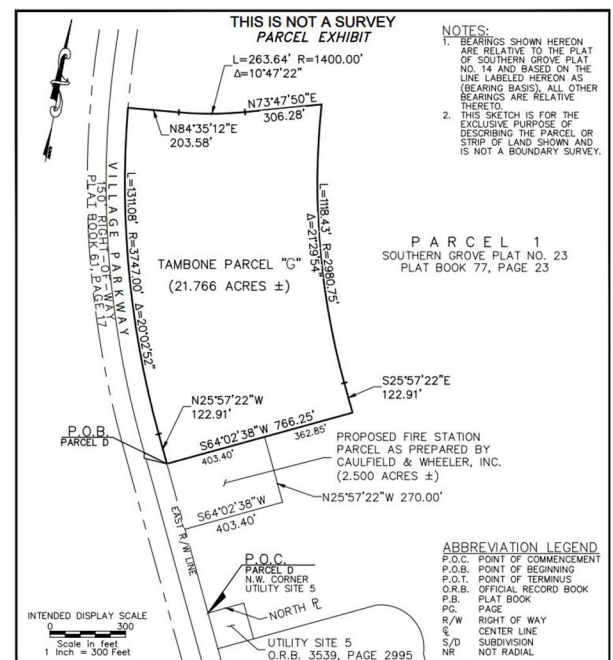 THIS IS NOT A SURVEY
PARCEL EXHIBIT
NOTES:
1. BEARINGS SHOWN HEREON
ARE RELATIVE TO THE PLAT
OF SOUTHERN GROVE PLAT
NO. 14 AND BASED ON THE
LINE LABELED HEREON AS
(BEARING BASIS), ALL OTHER
BEARINGS ARE RELATIVE
THERETO.
2. THIS SKETCH IS FOR THE
EXCLUSIVE PURPOSE OF
DESCRIBING THE PARCEL OR
STRIP OF LAND SHOWN AND
IS NOT A BOUNDARY SURVEY.
L=263.64' R=1400.00'
Δ=10°47'22"
N73°47'50"E
306.28'
N84°35'12"E
203.58'
VILLAGE PARKWAY
150' RIGHT-OF-WAY
PLAT BOOK 61, PAGE 17
L=1311.08' R=3747.00' Δ=20°02'52"
L=1118.43' R=2980.75'
Δ=21°29'54"
TAMBONE PARCEL "G"
(21.766 ACRES ±)
PARCEL 1
SOUTHERN GROVE PLAT NO. 23
PLAT BOOK 77, PAGE 23
S25°57'22"E
122.91'
N25°57'22"W
122.91'
P.O.B.
PARCEL D
S64°02'38"W 766.25'
403.40'
362.85'
PROPOSED FIRE STATION
PARCEL AS PREPARED BY
CAULFIELD & WHEELER, INC.
(2.500 ACRES ±)
N25°57'22"W 270.00'
S64°02'38"W
403.40'
EAST R/W LINE
P.O.C.
PARCEL D
N.W. CORNER
UTILITY SITE 5
NORTH PL
UTILITY SITE 5
O.R.B. 3539, PAGE 2995
INTENDED DISPLAY SCALE
0 300
Scale in feet
1 Inch = 300 Feet
ABBREVIATION LEGEND
P.O.C. POINT OF COMMENCEMENT
P.O.B. POINT OF BEGINNING
P.O.T. POINT OF TERMINUS
O.R.B. OFFICIAL RECORD BOOK
P.B. PLAT BOOK
PG. PAGE
R/W RIGHT OF WAY
℄ CENTER LINE
S/D SUBDIVISION
NR NOT RADIAL